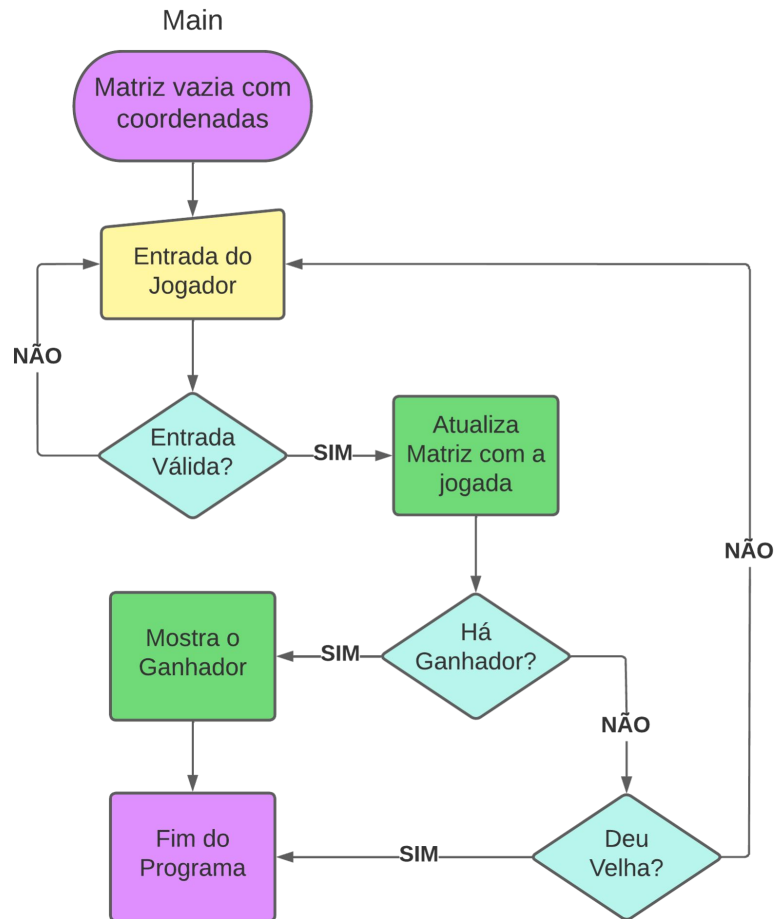 Main
Matriz vazia com
coordenadas
Entrada do
Jogador
NÃO
Entrada
Válida?
SIM
Atualiza
Matriz com a
jogada
NÃO
Há
Ganhador?
SIM
Mostra o
Ganhador
NÃO
Deu
Velha?
SIM
Fim do
Programa